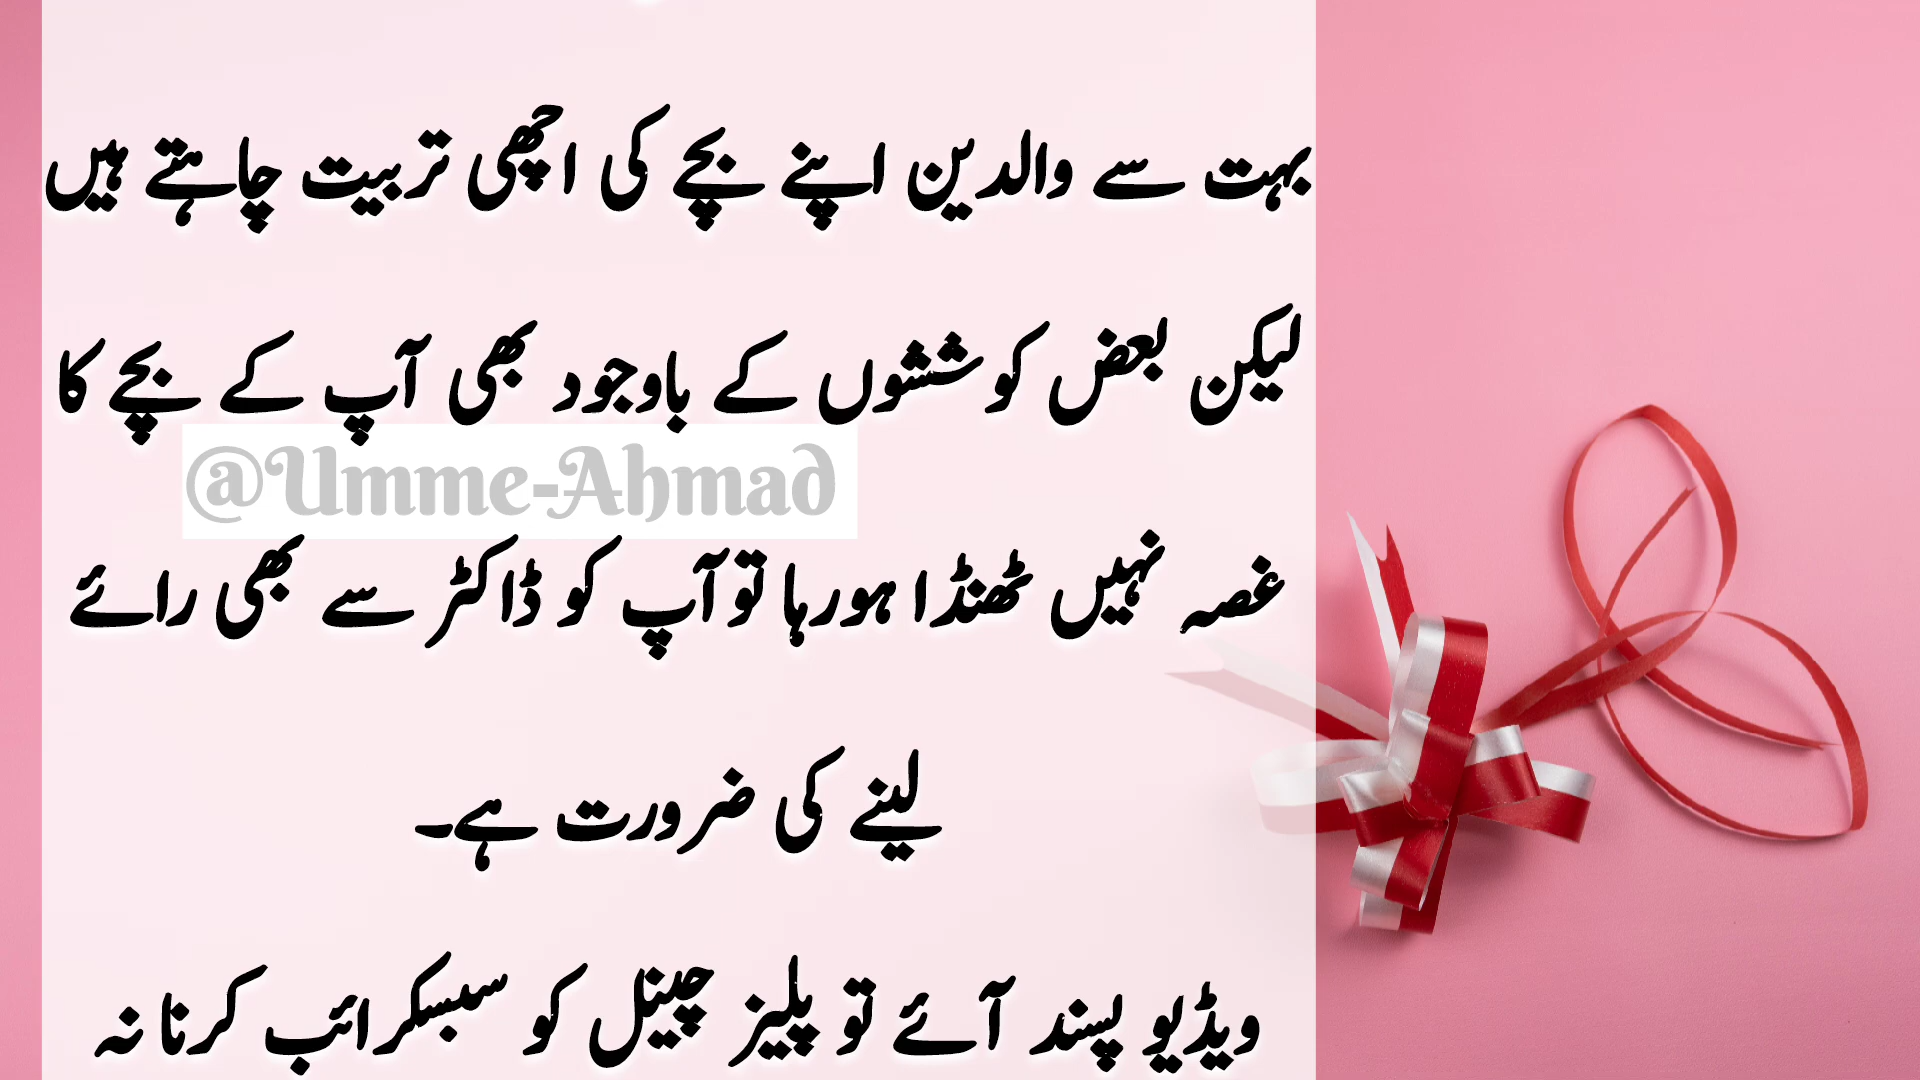 بہت سے والدین اپنے بچے کی اچھی تربیت چاہتے ہیں
لیکن بعض کوششوں کے باوجود بھی آپ کے بچے کا
@Umme-Ahmad
غصہ نہیں ٹھنڈا ہورہا تو آپ کو ڈاکٹر سے بھی رائے
لینے کی ضرورت ہے۔
ویڈیو پسند آئے تو پلیز چینل کو سبسکرائب کرنا نہ